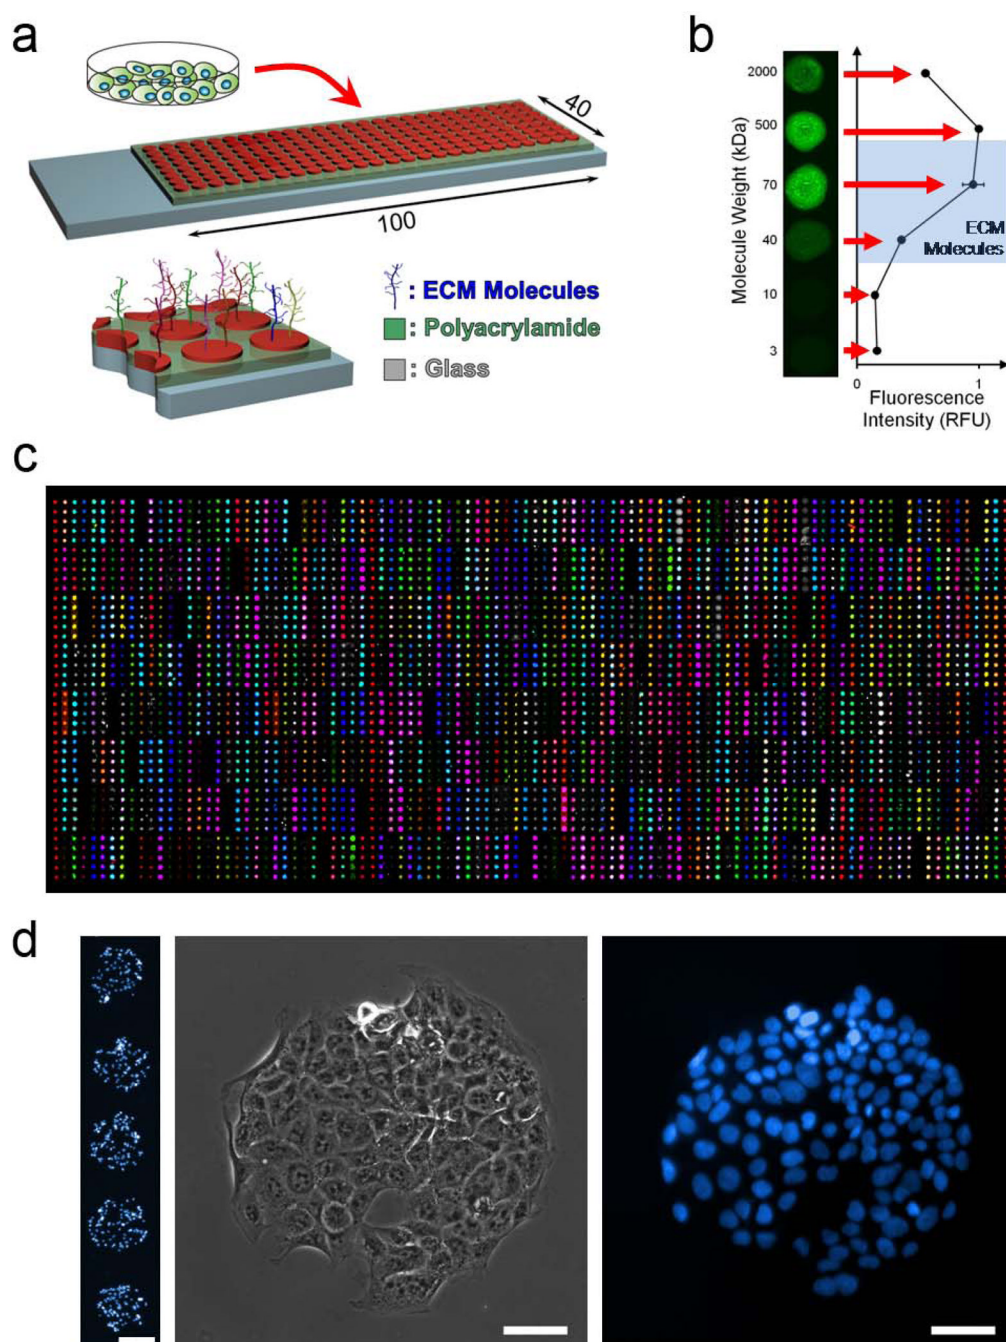 a
40
100
: ECM Molecules
: Polyacrylamide
: Glass
b
Molecule Weight (kDa)
2000
500
70
40
10
3
ECM
Molecules
0
1
Fluorescence
Intensity (RFU)
c
d